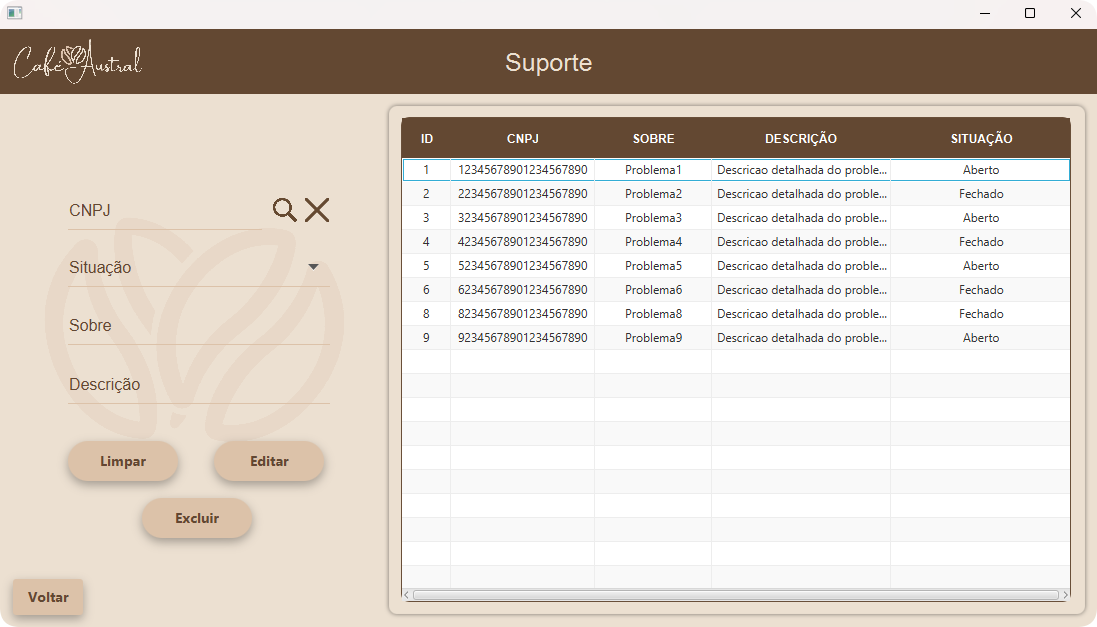 Café Austral
Suporte
CNPJ
Situação
Sobre
Descrição
Limpar Editar
Excluir
Voltar
ID CNPJ SOBRE DESCRIÇÃO SITUAÇÃO
1 12345678901234567890 Problema1 Descricao detalhada do proble... Aberto
2 22345678901234567890 Problema2 Descricao detalhada do proble... Fechado
3 32345678901234567890 Problema3 Descricao detalhada do proble... Aberto
4 42345678901234567890 Problema4 Descricao detalhada do proble... Fechado
5 52345678901234567890 Problema5 Descricao detalhada do proble... Aberto
6 62345678901234567890 Problema6 Descricao detalhada do proble... Fechado
8 82345678901234567890 Problema8 Descricao detalhada do proble... Fechado
9 92345678901234567890 Problema9 Descricao detalhada do proble... Aberto